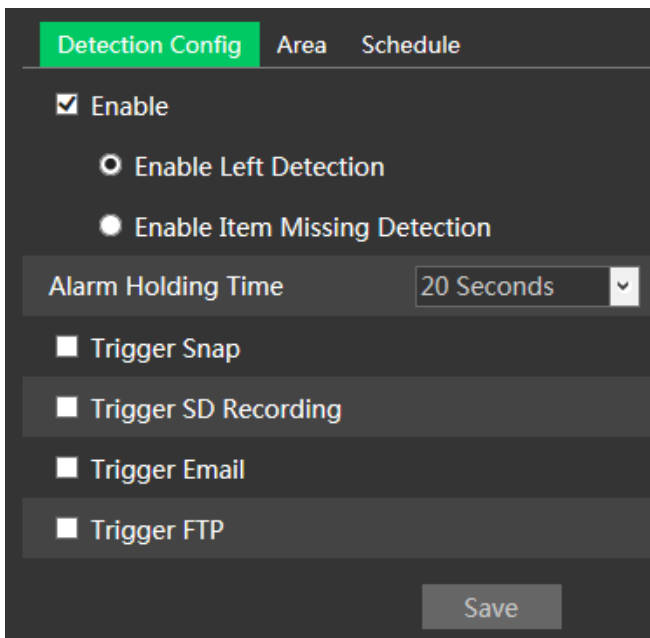 Detection Config Area Schedule
Enable
Enable Left Detection
Enable Item Missing Detection
Alarm Holding Time 20 Seconds
Trigger Snap
Trigger SD Recording
Trigger Email
Trigger FTP
Save